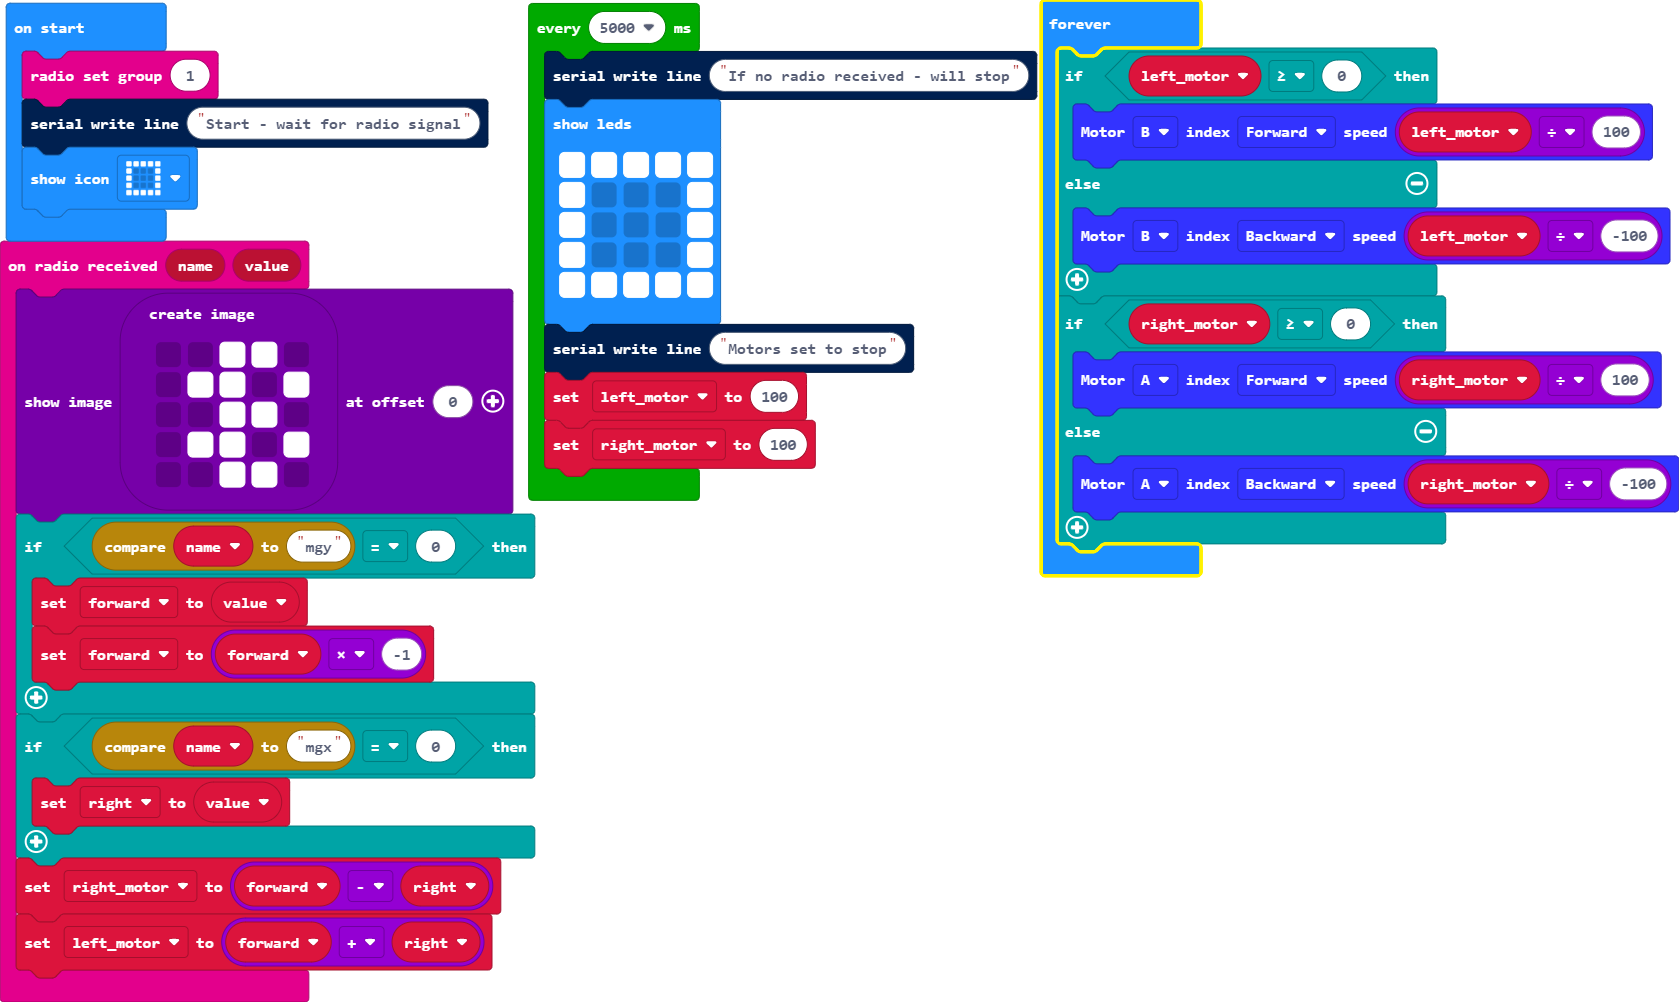 on start
radio set group 1
serial write line "Start - wait for radio signal"
show icon
on radio received name value
create image
show image at offset 0
if compare name to "mgy" = 0 then
set forward to value
set forward to forward × -1
if compare name to "mgx" = 0 then
set right to value
set right_motor to forward - right
set left_motor to forward + right
every 5000 ms
serial write line "If no radio received - will stop"
show leds
serial write line "Motors set to stop"
set left_motor to 100
set right_motor to 100
forever
if left_motor ≥ 0 then
Motor B index Forward speed left_motor ÷ 100
else
Motor B index Backward speed left_motor ÷ -100
if right_motor ≥ 0 then
Motor A index Forward speed right_motor ÷ 100
else
Motor A index Backward speed right_motor ÷ -100